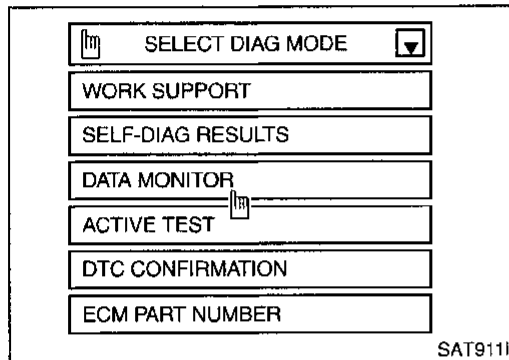 SELECT DIAG MODE
WORK SUPPORT
SELF-DIAG RESULTS
DATA MONITOR
ACTIVE TEST
DTC CONFIRMATION
ECM PART NUMBER
SAT911I